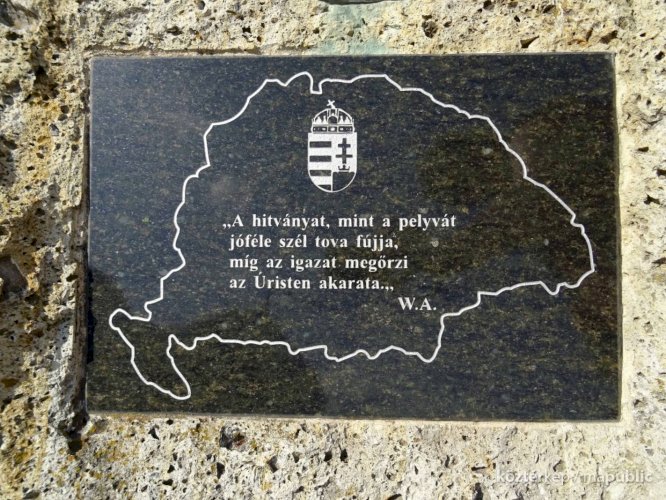 „A hitványat, mint a pelyvát
jóféle szél tova fújja,
míg az igazat megőrzi
az Úristen akarata.„
W.A.
köztérkép / mapublic